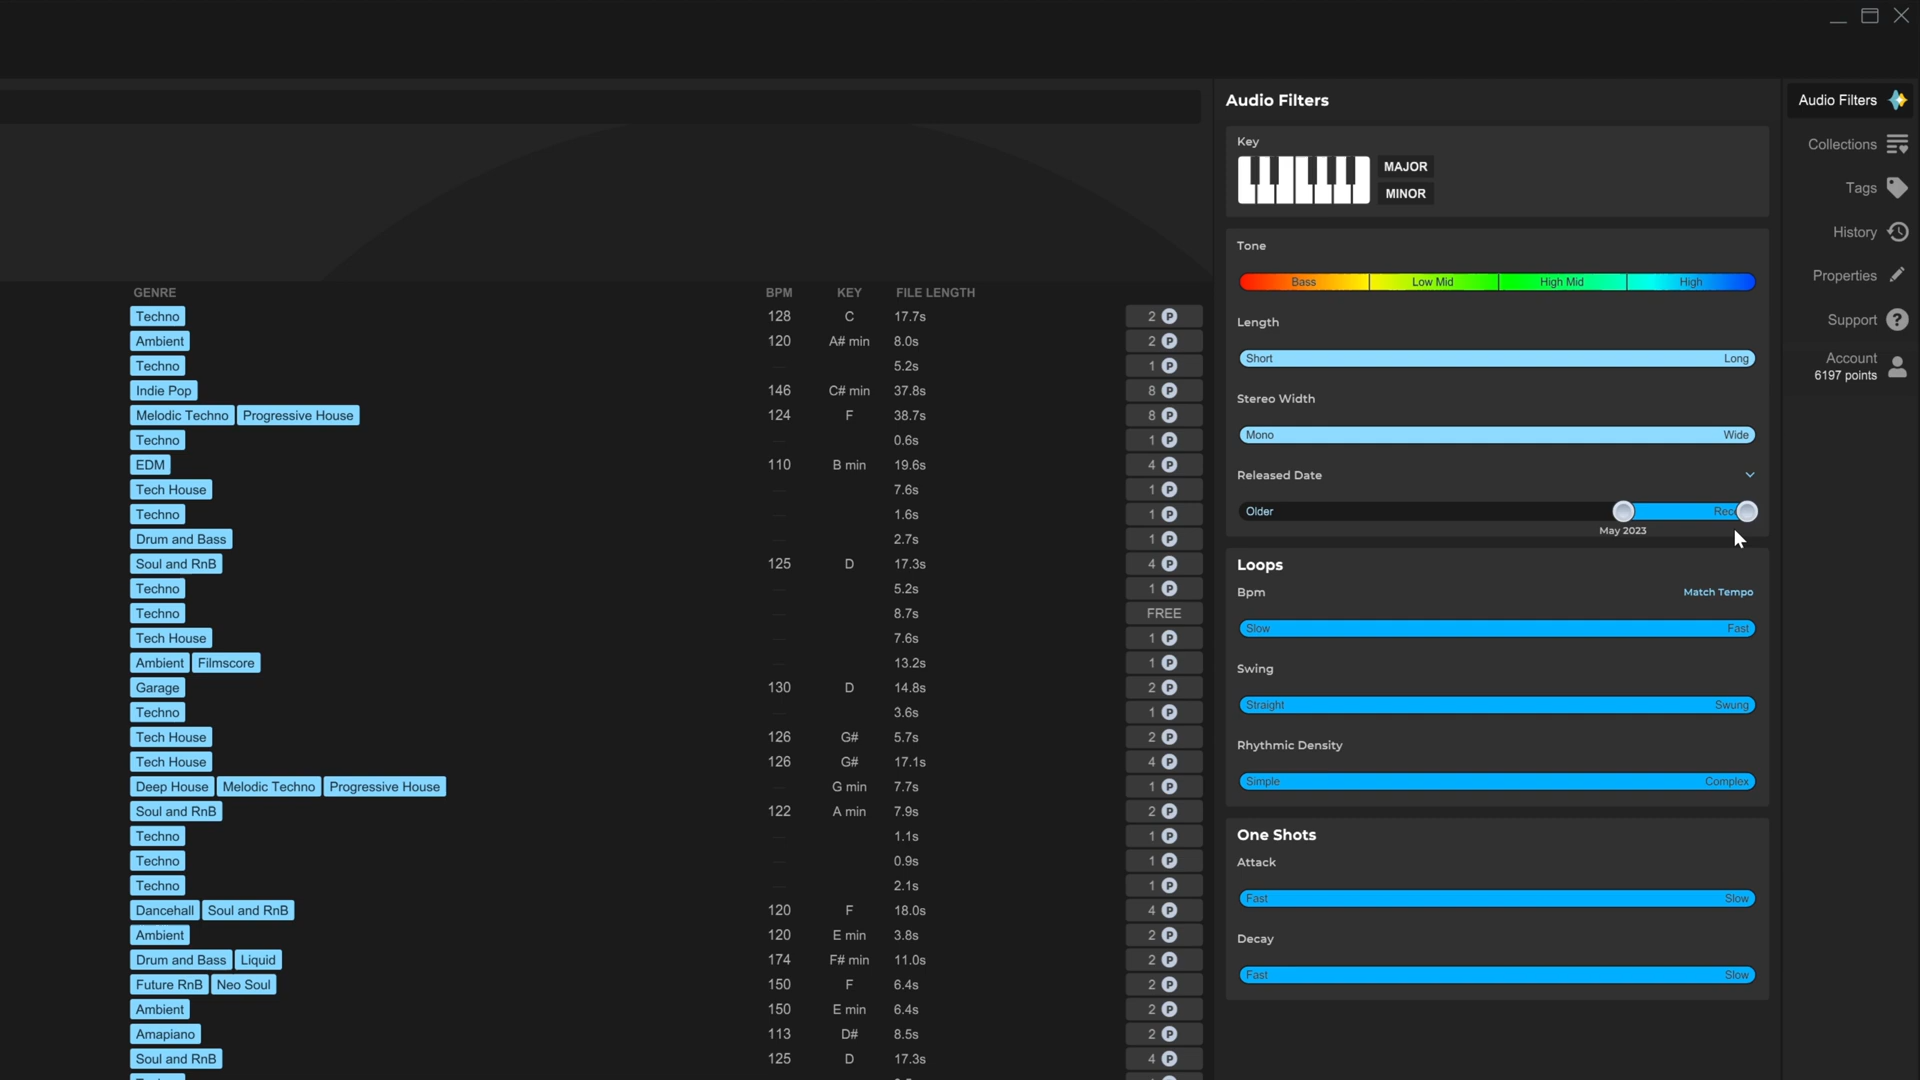 Audio Filters
Key
MAJOR
MINOR
Tone
Bass Low Mid High Mid High
Length
Short Long
Stereo Width
Mono Wide
Released Date
Older Rec
May 2023
Loops
Bpm Match Tempo
Slow Fast
Swing
Straight Swung
Rhythmic Density
Simple Complex
One Shots
Attack
Fast Slow
Decay
Fast Slow
Audio Filters
Collections
Tags
History
Properties
Support
Account
6197 points
GENRE BPM KEY FILE LENGTH
Techno 128 C 17.7s 2 P
Ambient 120 A# min 8.0s 2 P
Techno — 5.2s 1 P
Indie Pop 146 C# min 37.8s 8 P
Melodic Techno Progressive House 124 F 38.7s 8 P
Techno — 0.6s 1 P
EDM 110 B min 19.6s 4 P
Tech House — 7.6s 1 P
Techno — 1.6s 1 P
Drum and Bass — 2.7s 1 P
Soul and RnB 125 D 17.3s 4 P
Techno — 5.2s 1 P
Techno — 8.7s FREE
Tech House — 7.6s 1 P
Ambient Filmscore — 13.2s 1 P
Garage 130 D 14.8s 2 P
Techno — 3.6s 1 P
Tech House 126 G# 5.7s 2 P
Tech House 126 G# 17.1s 4 P
Deep House Melodic Techno Progressive House — G min 7.7s 1 P
Soul and RnB 122 A min 7.9s 2 P
Techno — 1.1s 1 P
Techno — 0.9s 1 P
Techno — 2.1s 1 P
Dancehall Soul and RnB 120 F 18.0s 4 P
Ambient 120 E min 3.8s 2 P
Drum and Bass Liquid 174 F# min 11.0s 2 P
Future RnB Neo Soul 150 F 6.4s 2 P
Ambient 150 E min 6.4s 2 P
Amapiano 113 D# 8.5s 2 P
Soul and RnB 125 D 17.3s 4 P